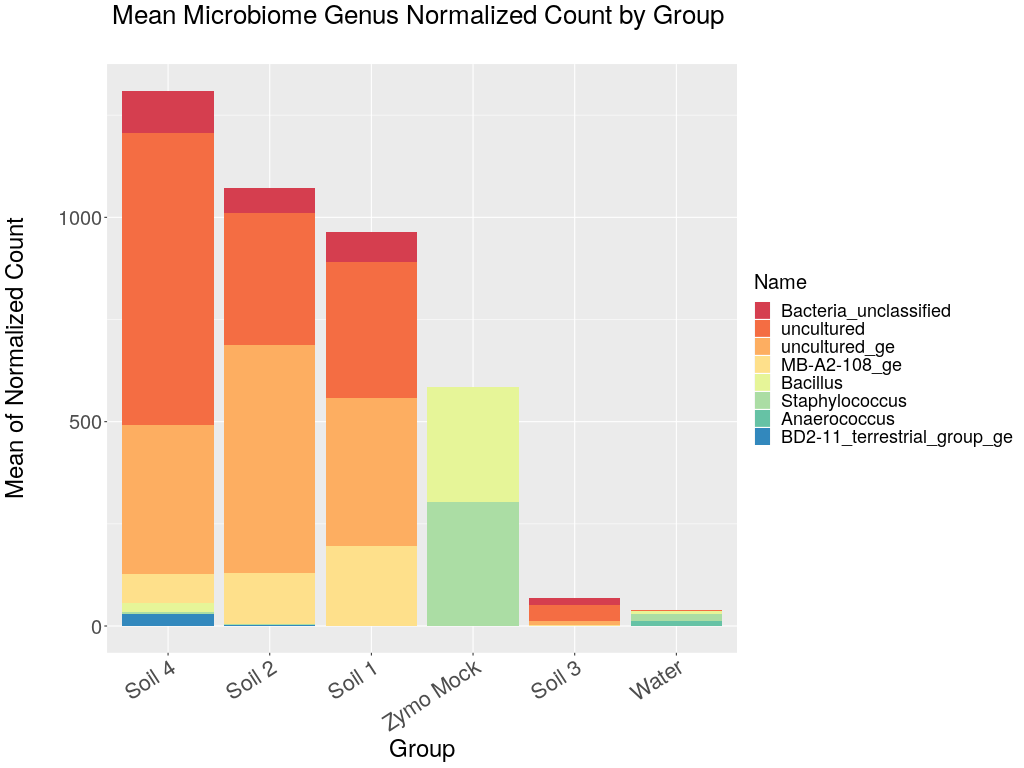 Mean Microbiome Genus Normalized Count by Group
Mean of Normalized Count
1000
500
0
Soil 4
Soil 2
Soil 1
Zymo Mock
Soil 3
Water
Group
Name
Bacteria_unclassified
uncultured
uncultured_ge
MB-A2-108_ge
Bacillus
Staphylococcus
Anaerococcus
BD2-11_terrestrial_group_ge